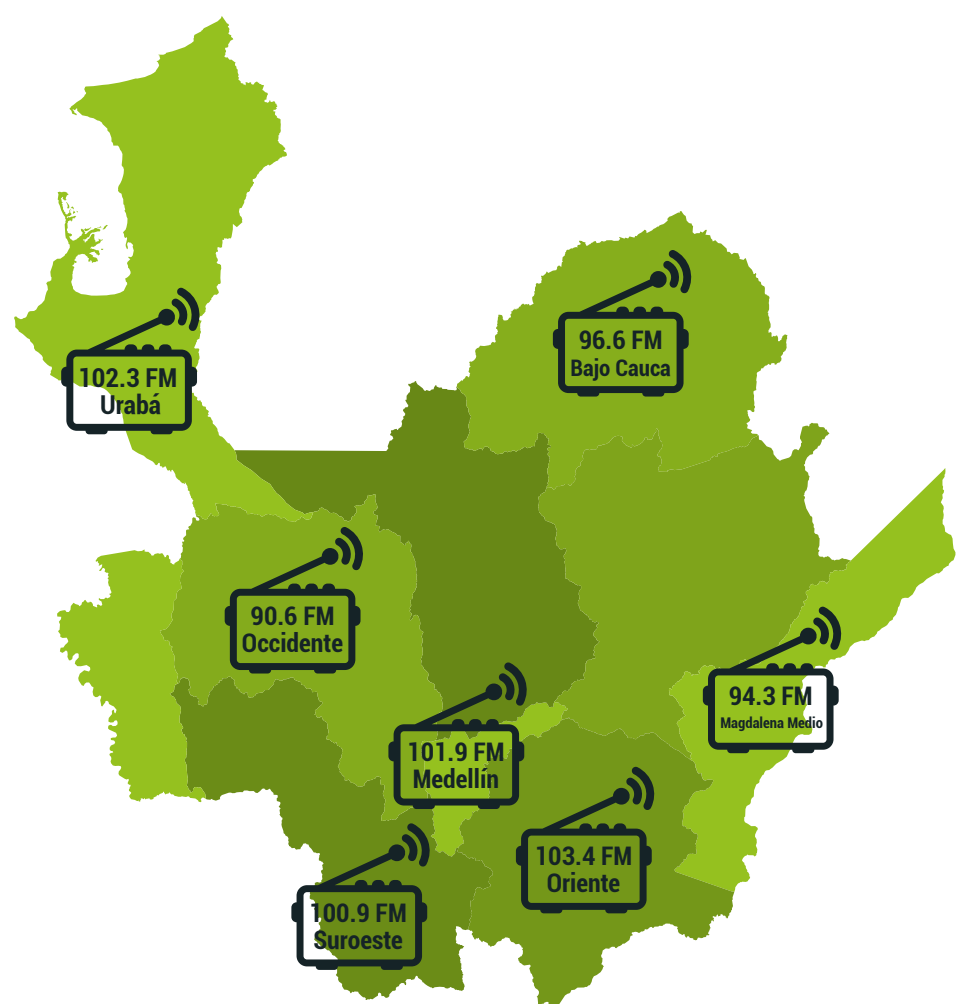 96.6 FM
Bajo Cauca
102.3 FM
Urabá
90.6 FM
Occidente
94.3 FM
Magdalena Medio
101.9 FM
Medellín
103.4 FM
Oriente
100.9 FM
Suroeste